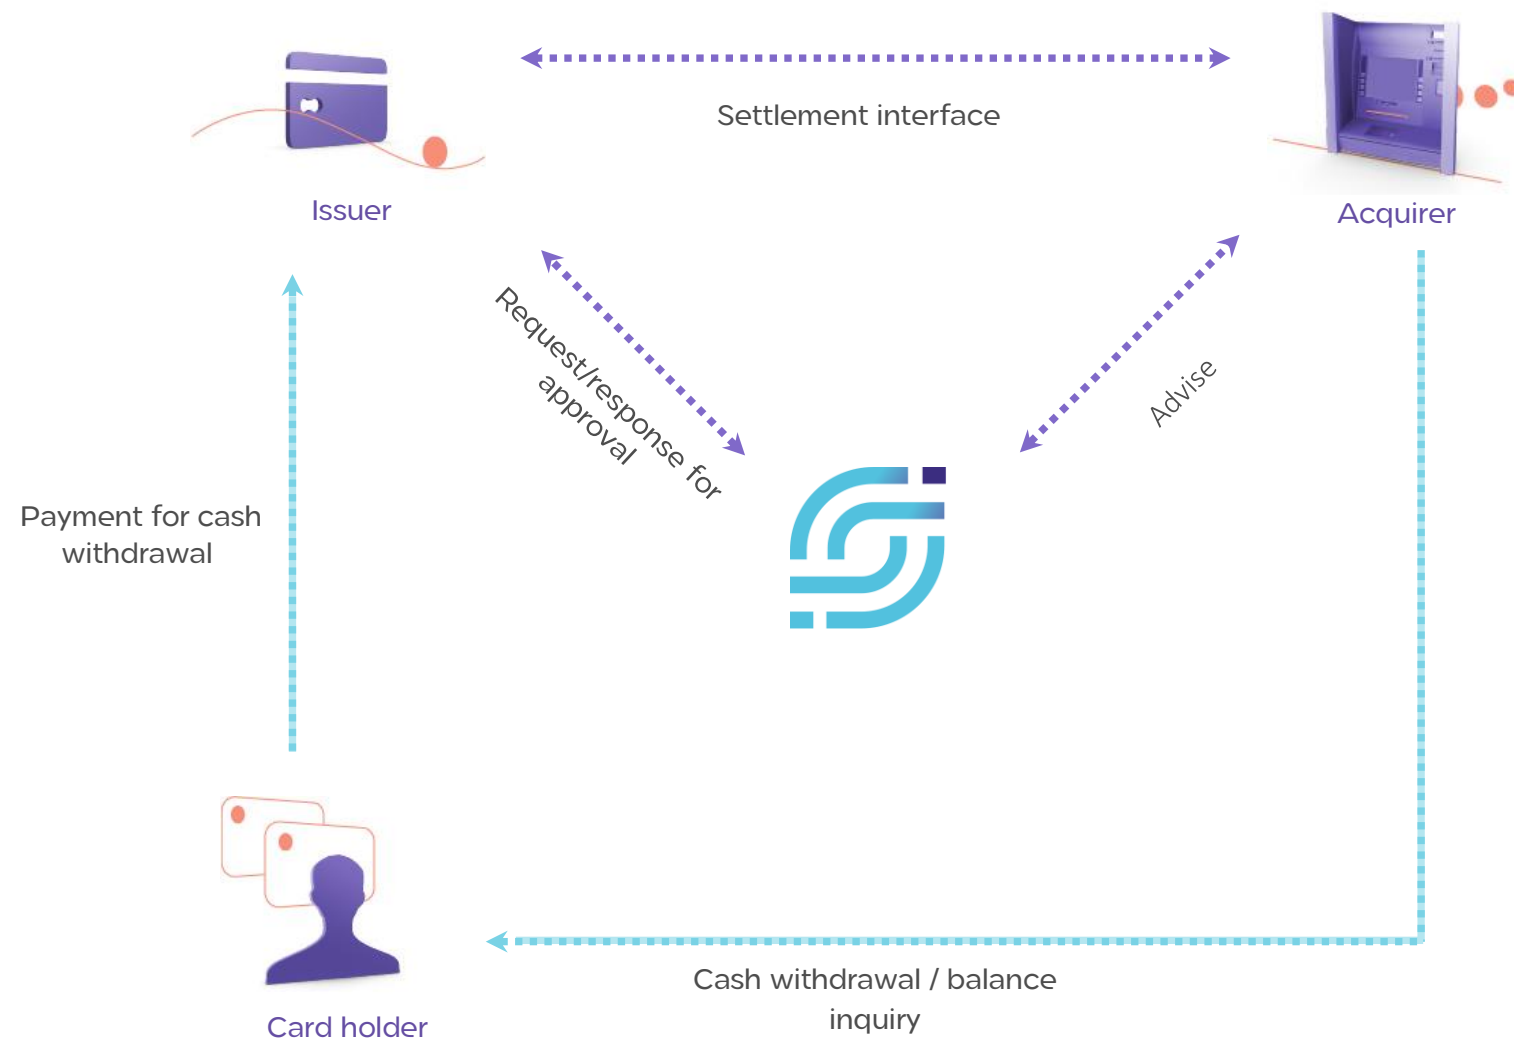 Settlement interface
Issuer
Acquirer
Request/response for
approval
Advise
Payment for cash
withdrawal
Cash withdrawal / balance
inquiry
Card holder